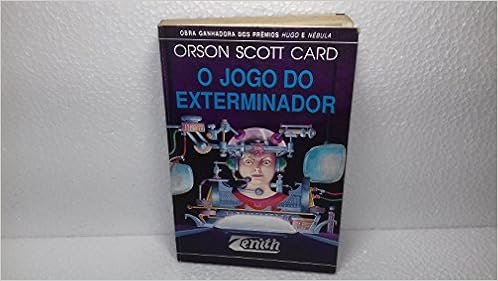 OBRA GANHADORA DOS PRÊMIOS HUGO E NÉBULA
ORSON SCOTT CARD
O JOGO DO
EXTERMINADOR
Zenith